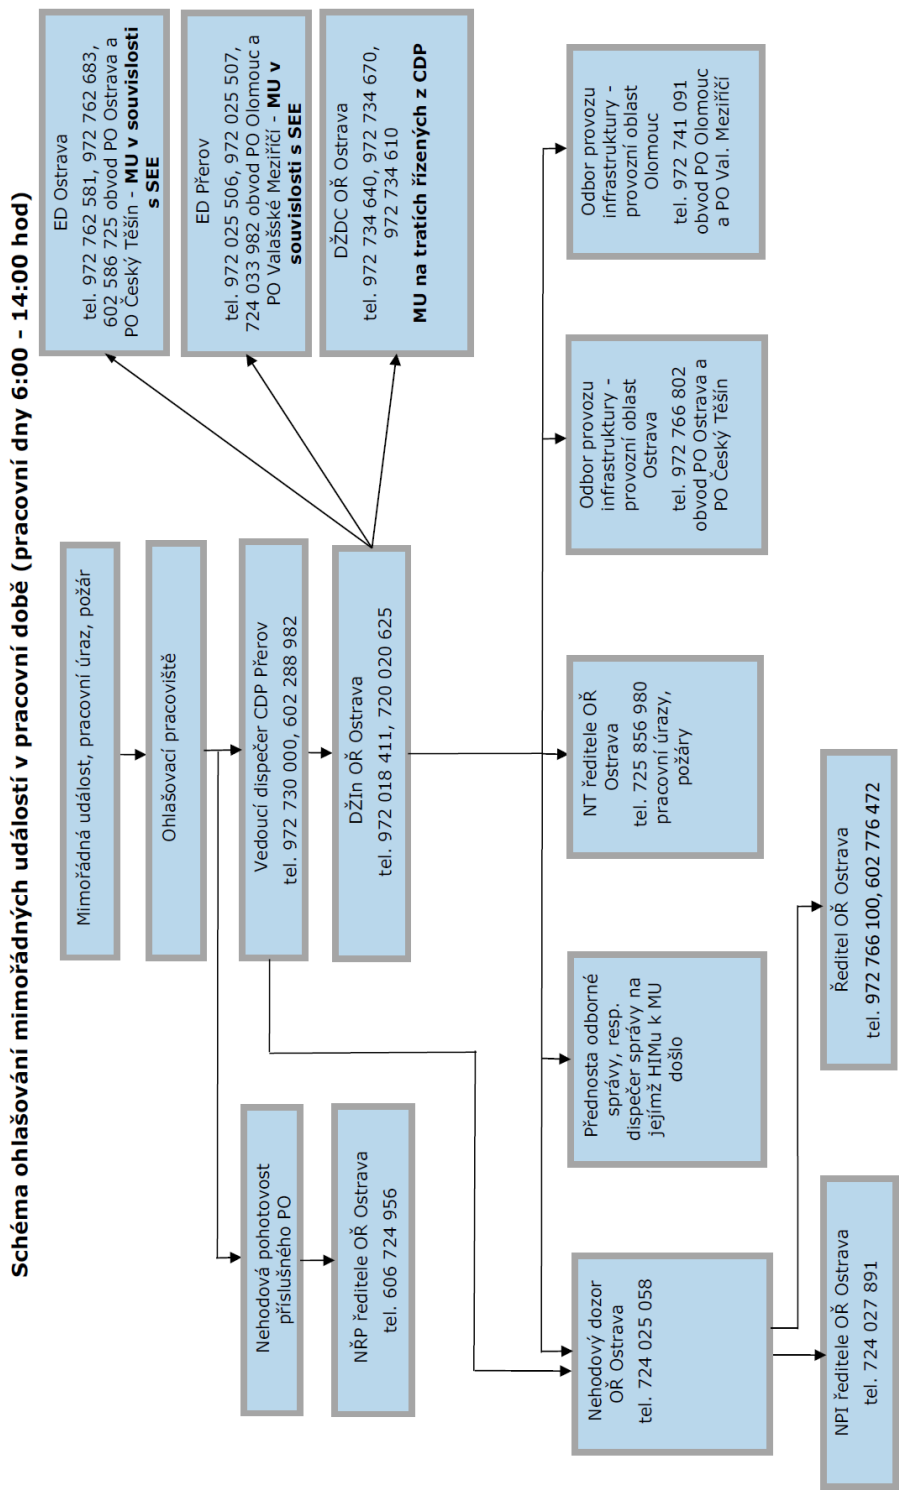 Schéma ohlašování mimořádných událostí v pracovní době (pracovní dny 6:00 - 14:00 hod)
Mimořádná událost, pracovní úraz, požár
Ohlašovací pracoviště
Nehodová pohotovost
příslušného PO
Vedoucí dispečer CDP Přerov
tel. 972 730 000, 602 288 982
NŘP ředitele OŘ Ostrava
tel. 606 724 956
DŽIn OŘ Ostrava
tel. 972 018 411, 720 020 625
ED Ostrava
tel. 972 762 581, 972 762 683,
602 586 725 obvod PO Ostrava a
PO Český Těšín - MU v souvislosti
s SEE
ED Přerov
tel. 972 025 506, 972 025 507,
724 033 982 obvod PO Olomouc a
PO Valašské Meziříčí - MU v
souvislosti s SEE
DŽDC OŘ Ostrava
tel. 972 734 640, 972 734 670,
972 734 610
MU na tratích řízených z CDP
Nehodový dozor
OŘ Ostrava
tel. 724 025 058
Přednosta odborné
správy, resp.
dispečer správy na
jejímž HIMu k MU
došlo
NT ředitele OŘ
Ostrava
tel. 725 856 980
pracovní úrazy,
požáry
Odbor provozu
infrastruktury -
provozní oblast
Ostrava
tel. 972 766 802
obvod PO Ostrava a
PO Český Těšín
Odbor provozu
infrastruktury -
provozní oblast
Olomouc
tel. 972 741 091
obvod PO Olomouc
a PO Val. Meziříčí
NPI ředitele OŘ Ostrava
tel. 724 027 891
Ředitel OŘ Ostrava
tel. 972 766 100, 602 776 472